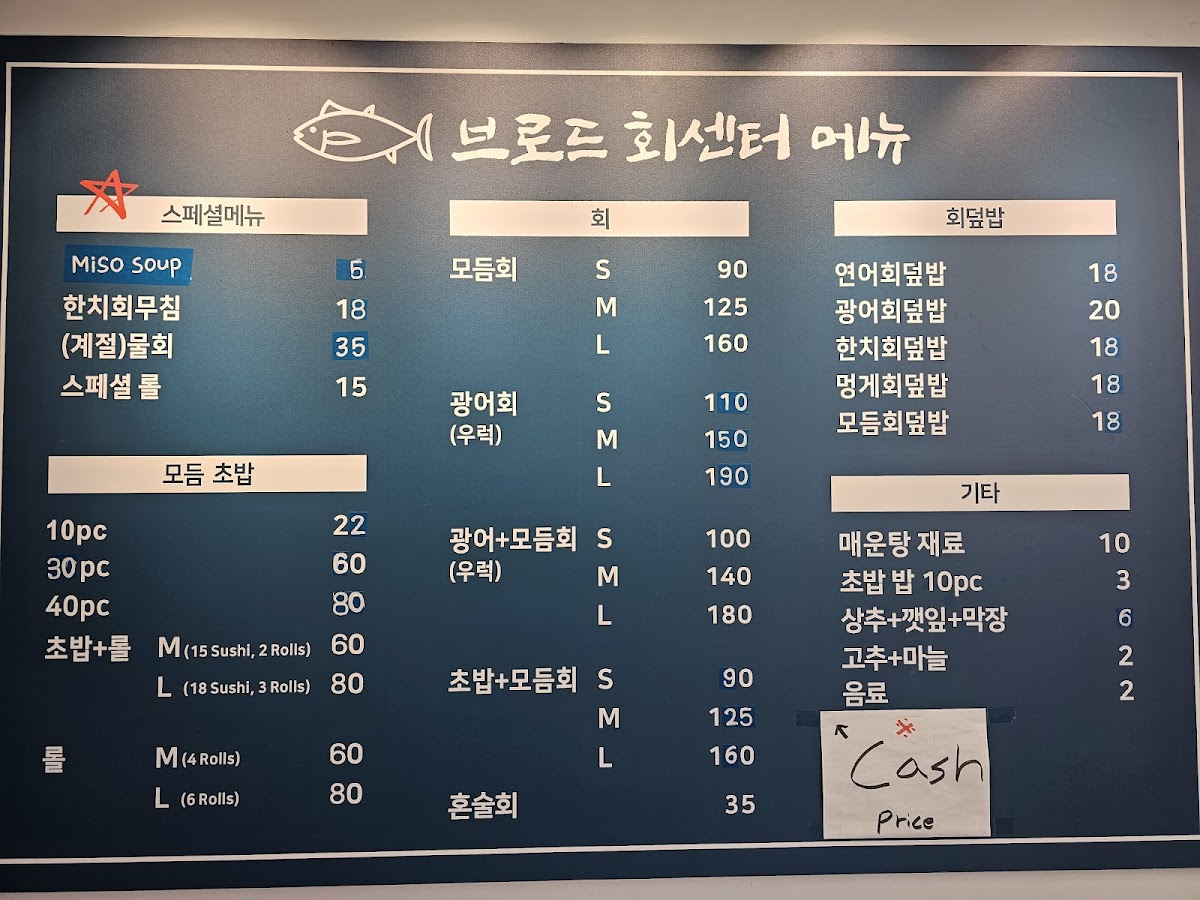 브로드 회센터 메뉴
스페셜메뉴
Miso Soup 5
한치회무침 18
(계절)물회 35
스페셜 롤 15
모듬 초밥
10pc 22
30pc 60
40pc 80
초밥+롤 M (15 Sushi, 2 Rolls) 60
L (18 Sushi, 3 Rolls) 80
롤 M (4 Rolls) 60
L (6 Rolls) 80
회
모듬회 S 90
M 125
L 160
광어회 S 110
(우럭) M 150
L 190
광어+모듬회 S 100
(우럭) M 140
L 180
초밥+모듬회 S 90
M 125
L 160
혼술회 35
회덮밥
연어회덮밥 18
광어회덮밥 20
한치회덮밥 18
멍게회덮밥 18
모듬회덮밥 18
기타
매운탕 재료 10
초밥 밥 10pc 3
상추+깻잎+막장 6
고추+마늘 2
음료 2
Cash
Price